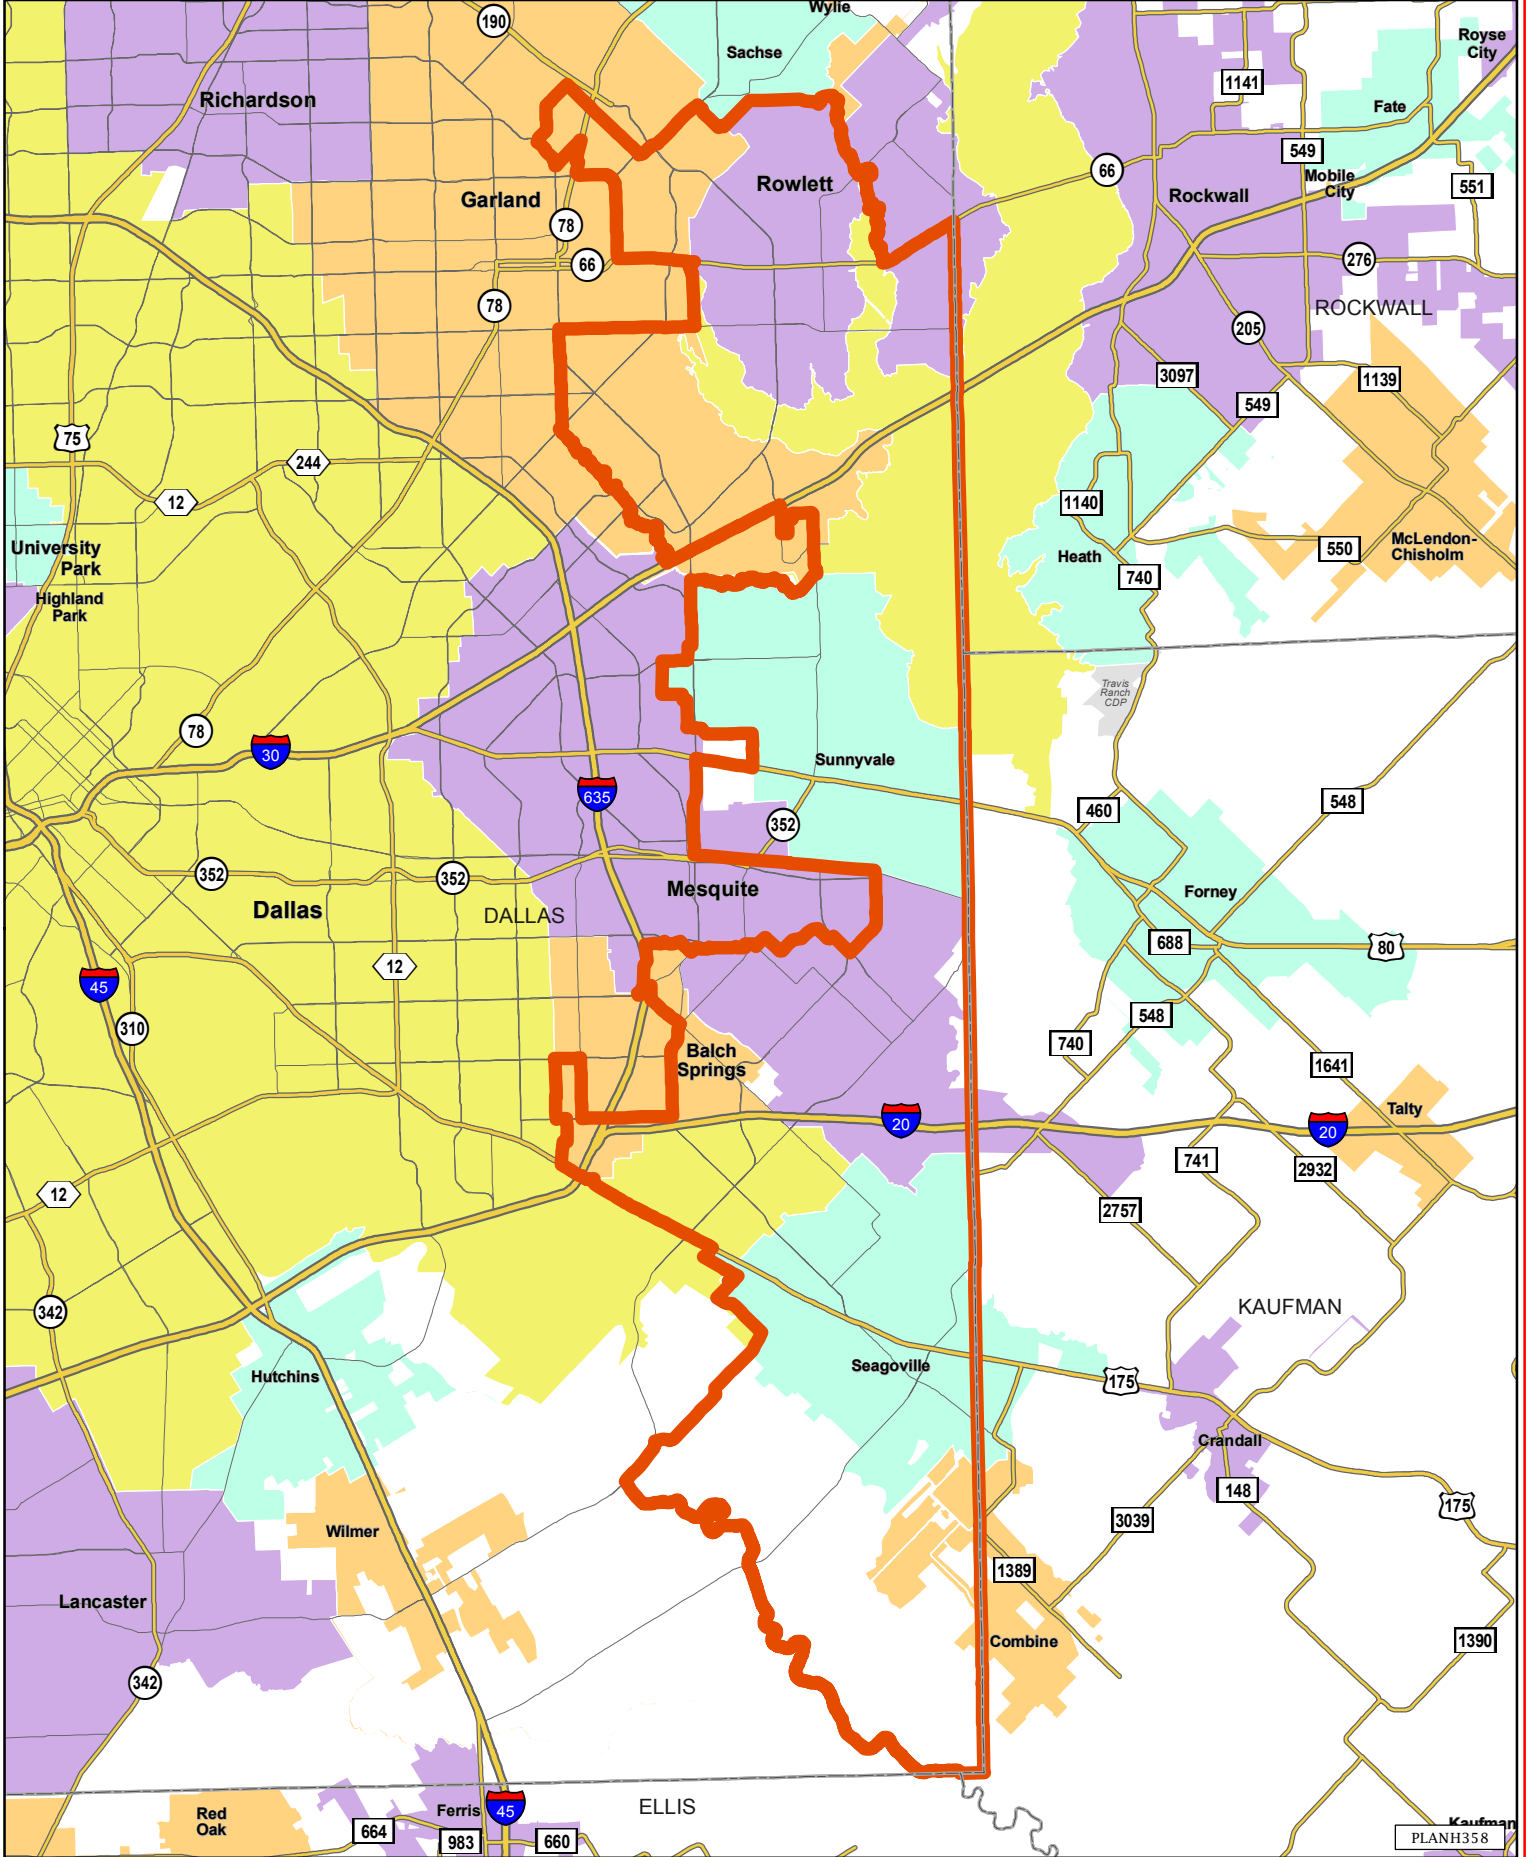 Wylie
190
Sachse
Royse
City
1141
Richardson
Fate
549
66
Mobile
City
551
Rowlett
Rockwall
Garland
78
66
276
78
ROCKWALL
205
3097
1139
549
75
244
12
1140
University
Park
Heath
550
McLendon-
Chisholm
740
Highland
Park
Travis
Ranch
CDP
78
30
Sunnyvale
635
548
460
352
352
352
Mesquite
Forney
Dallas
DALLAS
688
80
12
45
548
310
740
Balch
Springs
1641
Talty
20
20
741
2932
12
2757
KAUFMAN
342
Seagoville
Hutchins
175
Crandall
148
175
3039
Wilmer
1389
Lancaster
Combine
1390
342
ELLIS
Ferris
45
Red
Oak
664
983
660
Kaufman
PLANH358